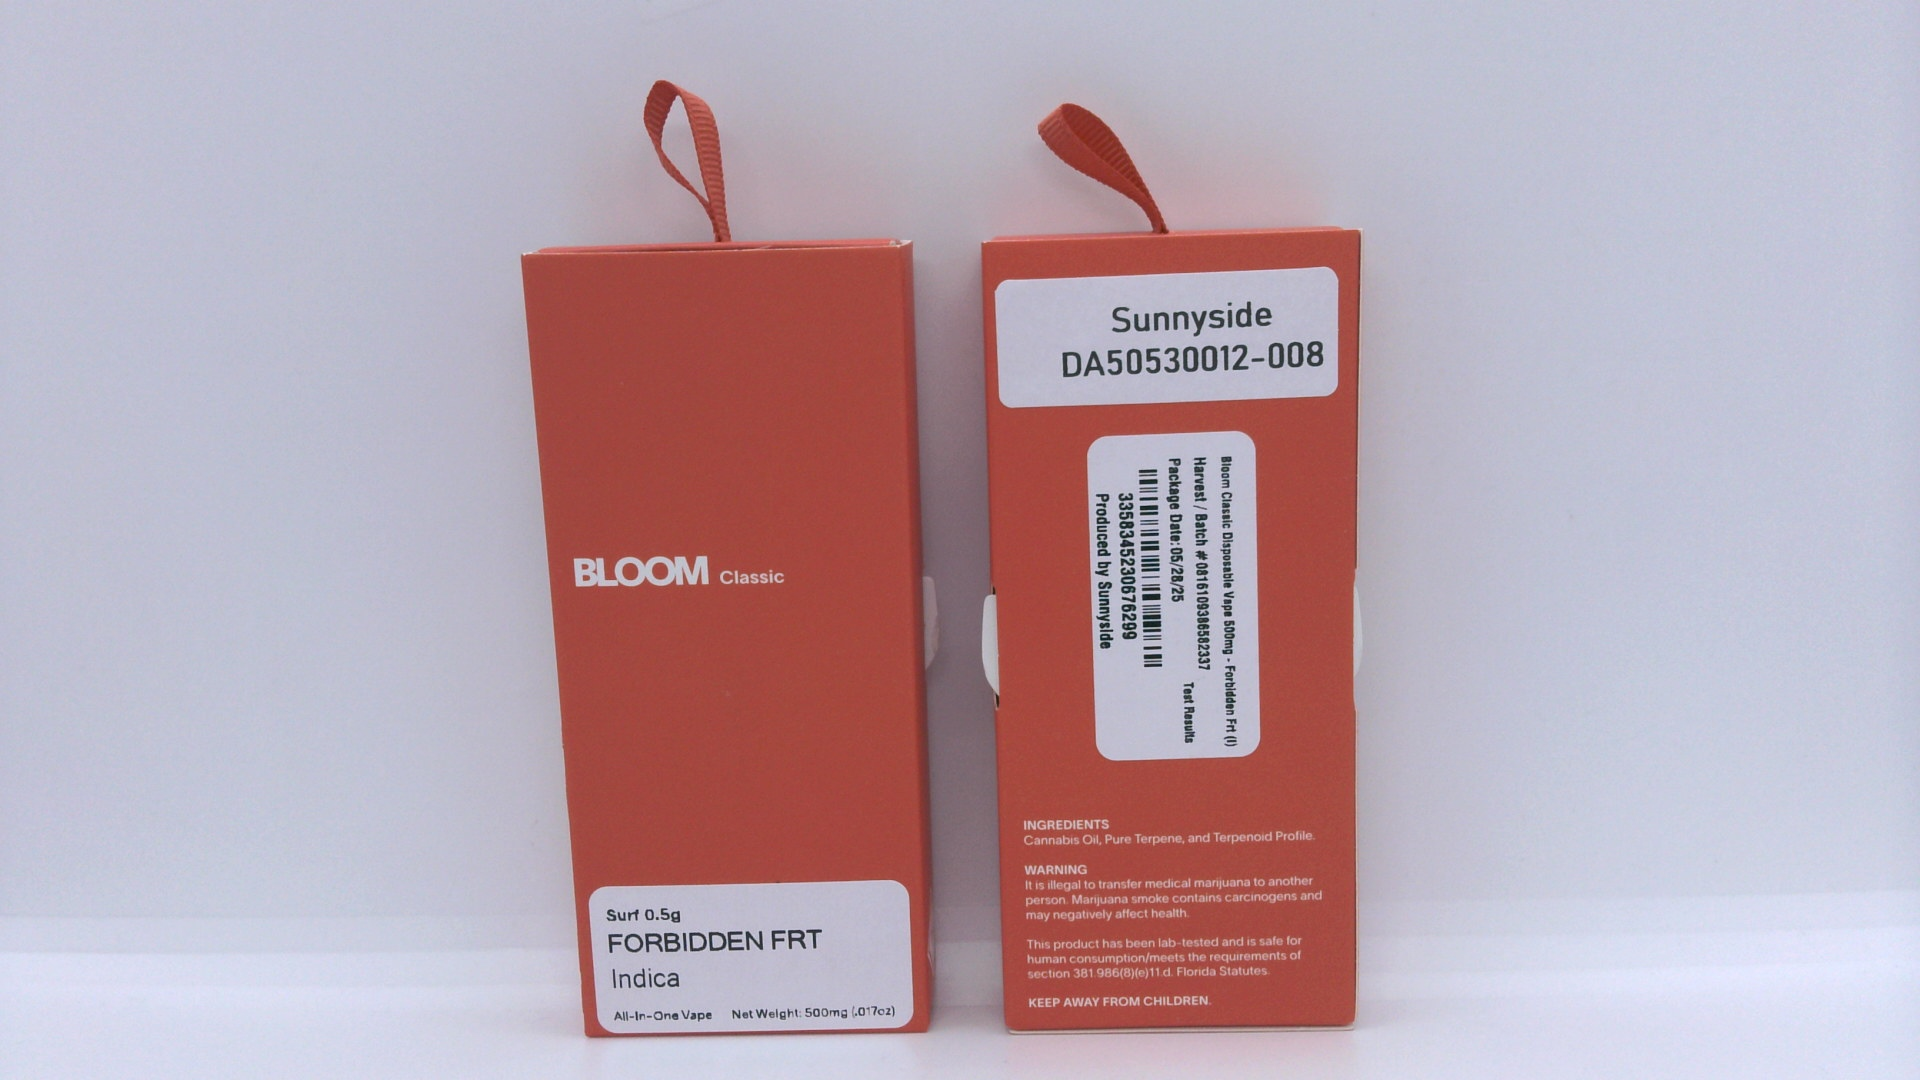 BLOOM Classic
Surf 0.5g
FORBIDDEN FRT
Indica
All-In-One Vape Net Weight: 500mg (.017oz)
Sunnyside
DA50530012-008
Bloom Classic Disposable Vape 500mg - Forbidden Frt (I)
Harvest / Batch # 0816109386582337
Test Results
Package Date: 05/28/25
3358345230676299
Produced by Sunnyside
INGREDIENTS
Cannabis Oil, Pure Terpene, and Terpenoid Profile.
WARNING
It is illegal to transfer medical marijuana to another
person. Marijuana smoke contains carcinogens and
may negatively affect health.
This product has been lab-tested and is safe for
human consumption/meets the requirements of
section 381.986(8)(e)11.d. Florida Statutes.
KEEP AWAY FROM CHILDREN.